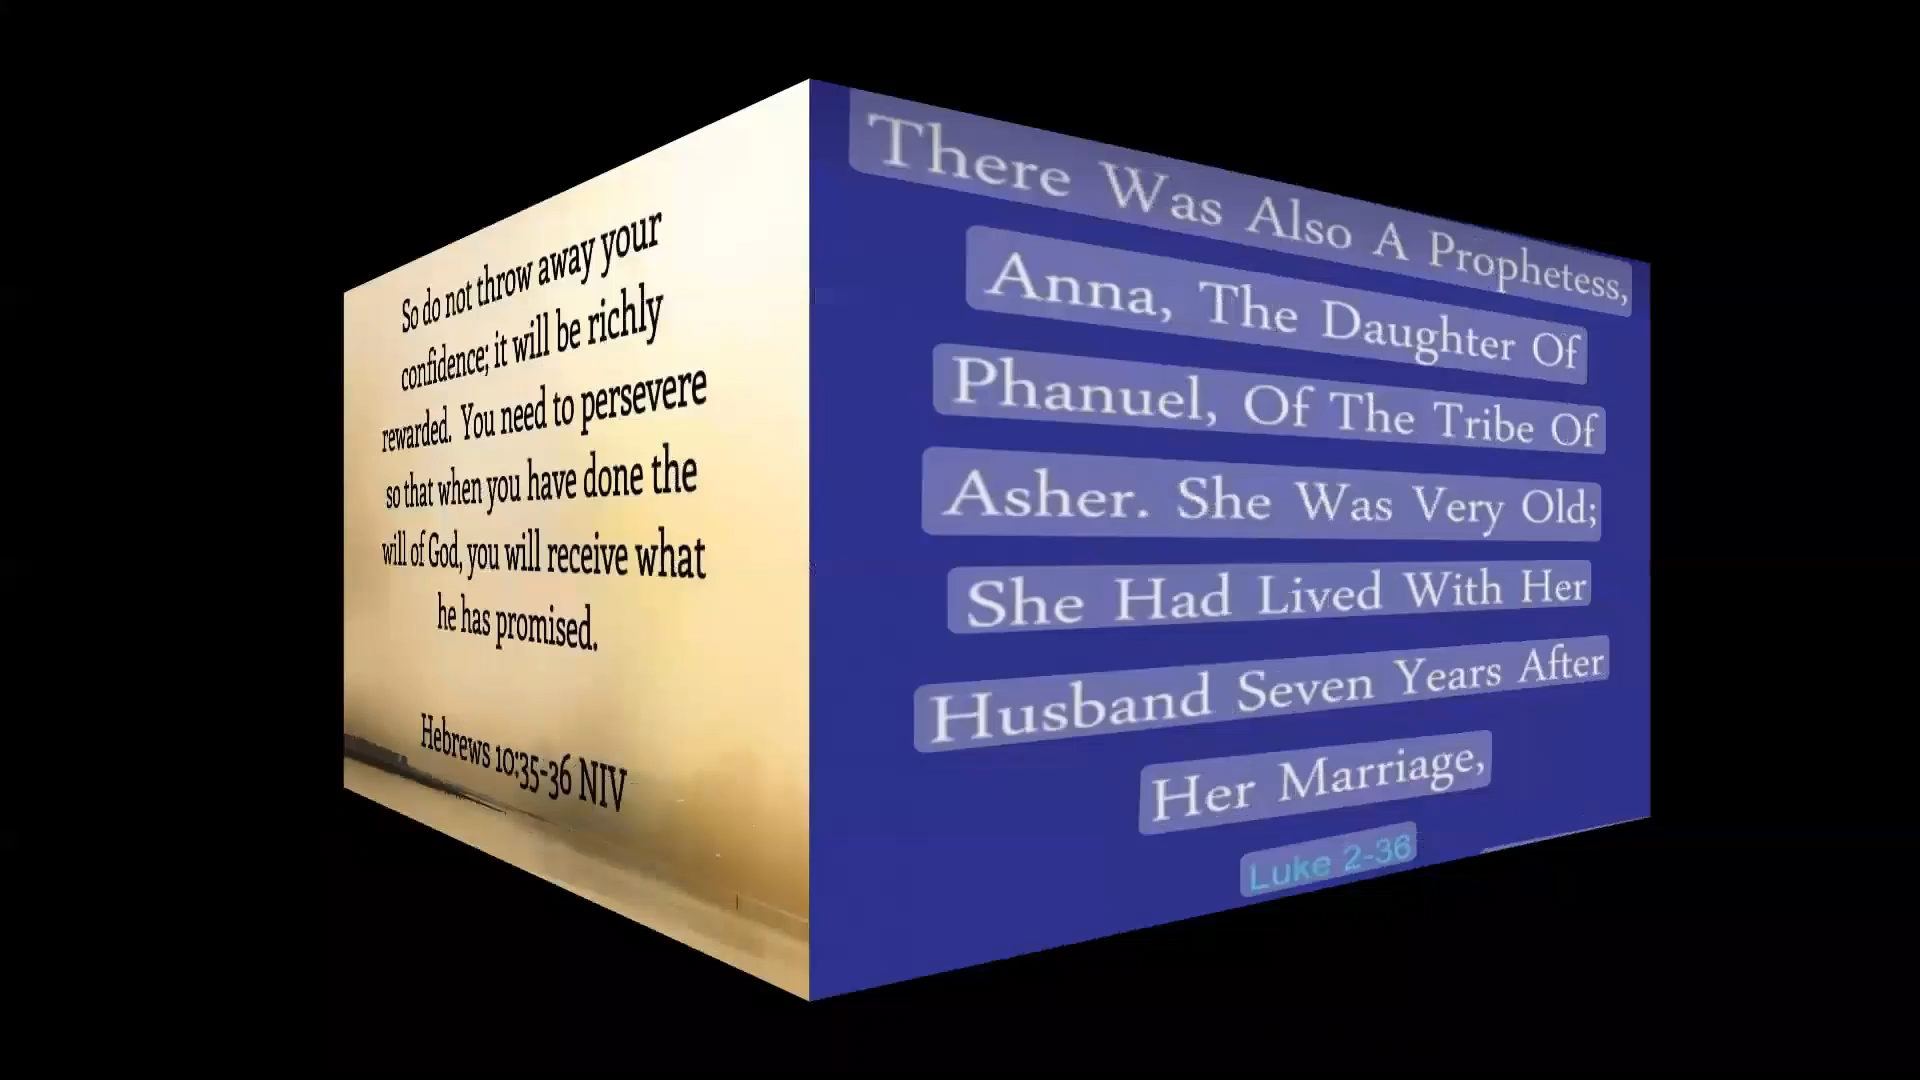 So do not throw away your
confidence; it will be richly
rewarded. You need to persevere
so that when you have done the
will of God, you will receive what
he has promised.
Hebrews 10:35-36 NIV
There Was Also A Prophetess,
Anna, The Daughter Of
Phanuel, Of The Tribe Of
Asher. She Was Very Old;
She Had Lived With Her
Husband Seven Years After
Her Marriage,
Luke 2-36